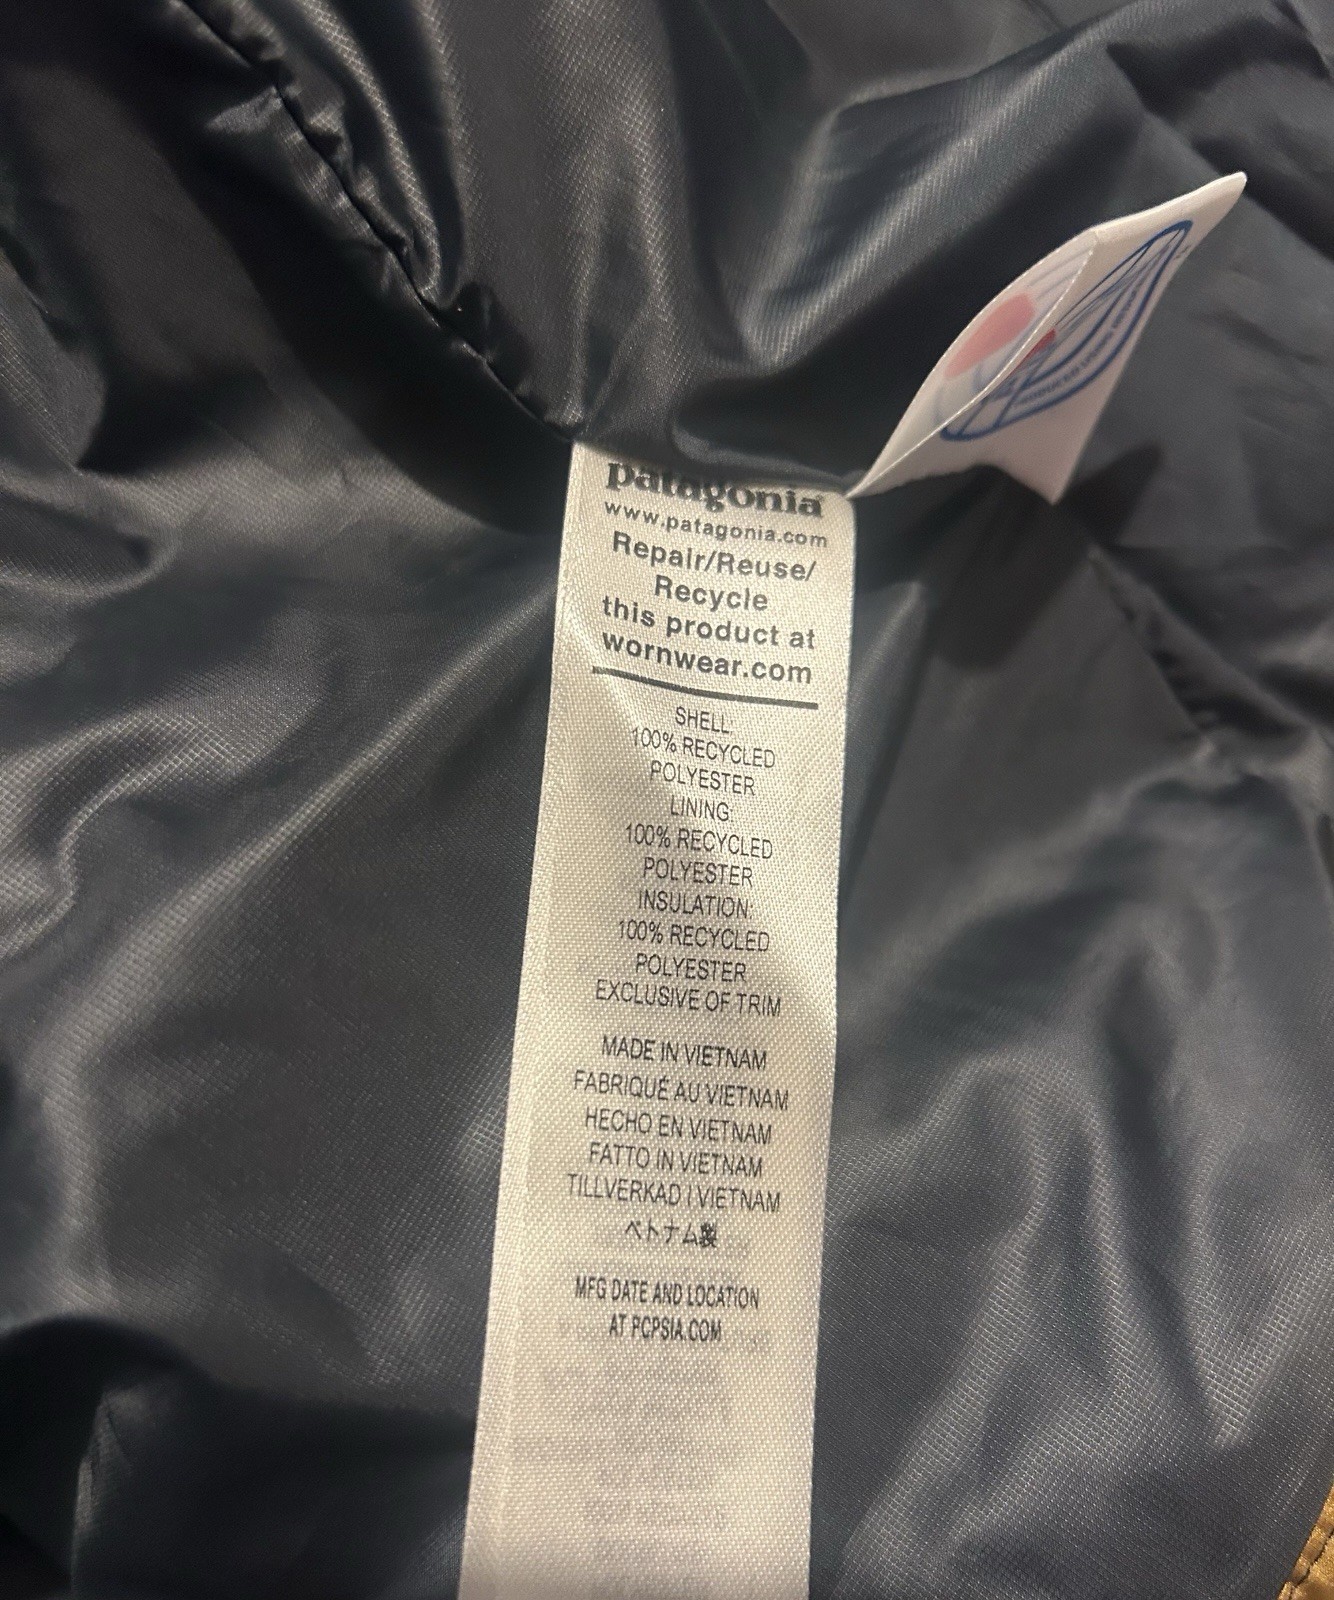 patagonia®
www.patagonia.com
Repair/Reuse/
Recycle
this product at
wornwear.com
SHELL:
100% RECYCLED
POLYESTER
LINING:
100% RECYCLED
POLYESTER
INSULATION:
100% RECYCLED
POLYESTER
EXCLUSIVE OF TRIM
MADE IN VIETNAM
FABRIQUÉ AU VIETNAM
HECHO EN VIETNAM
FATTO IN VIETNAM
TILLVERKAD I VIETNAM
ベトナム製
MFG DATE AND LOCATION
AT PCPSIA.COM